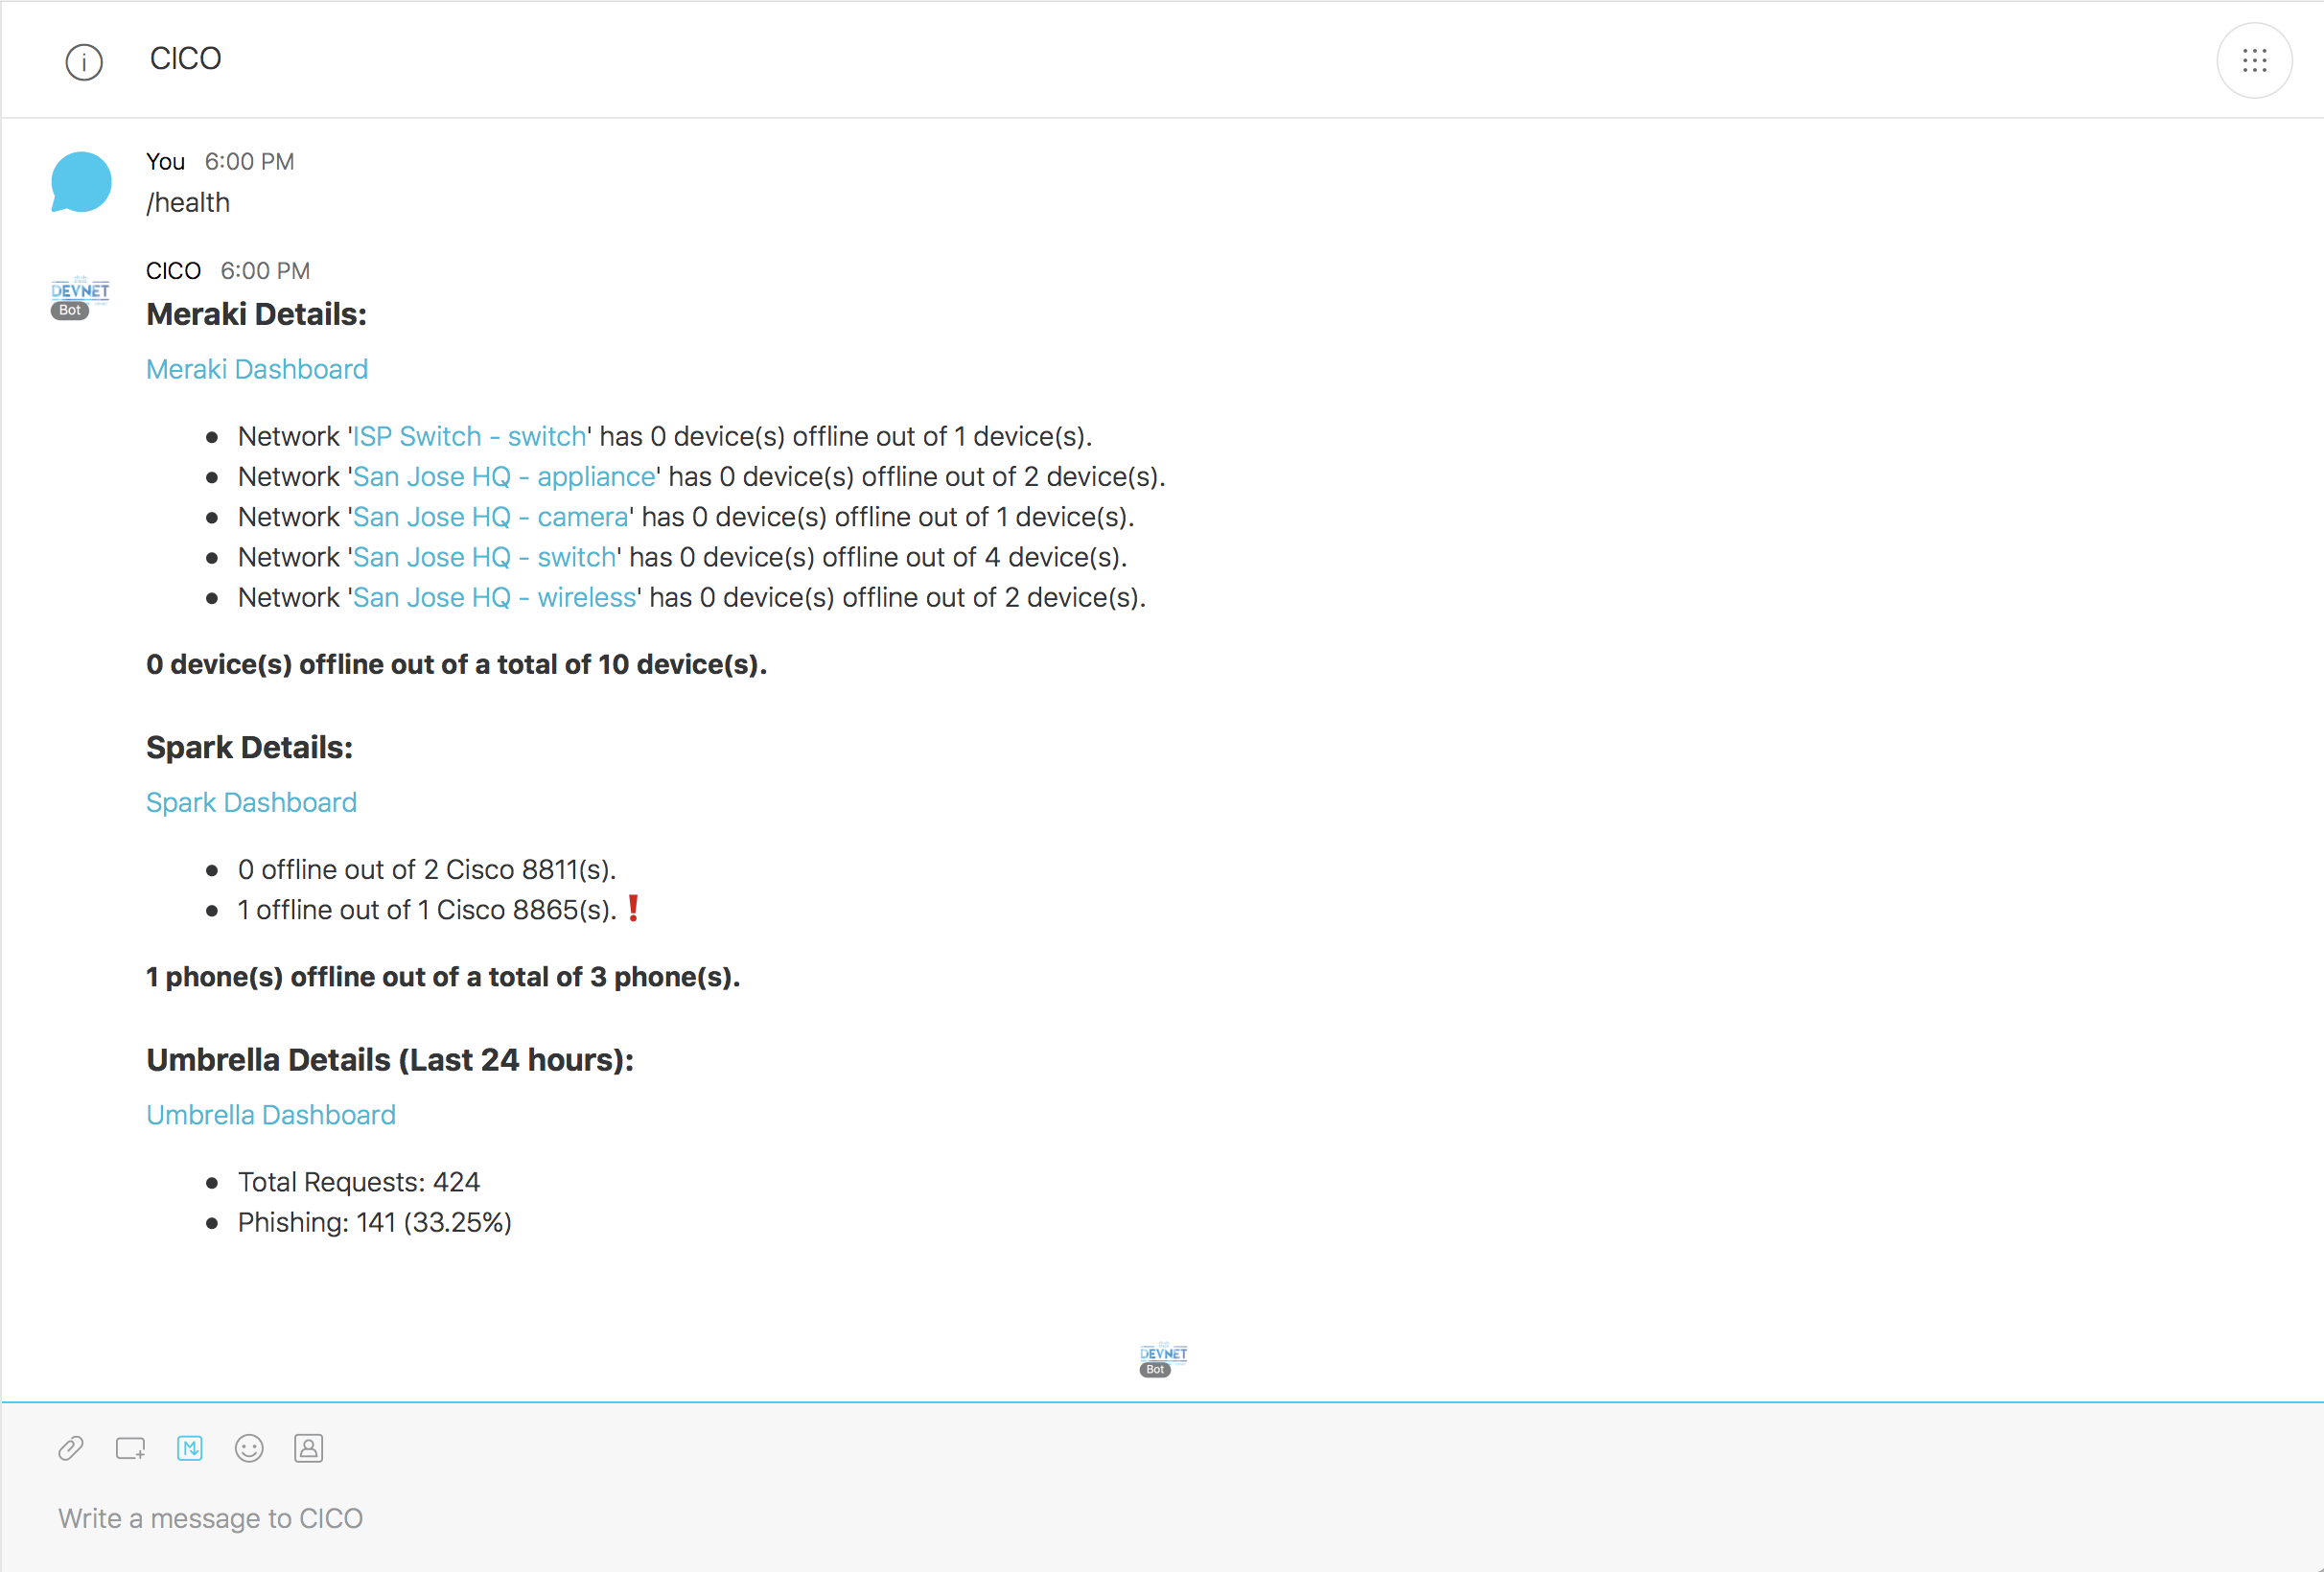 CICO
You 6:00 PM
/health
CICO 6:00 PM
DEVNET
Bot
Meraki Details:
Meraki Dashboard
Network 'ISP Switch - switch' has 0 device(s) offline out of 1 device(s).
Network 'San Jose HQ - appliance' has 0 device(s) offline out of 2 device(s).
Network 'San Jose HQ - camera' has 0 device(s) offline out of 1 device(s).
Network 'San Jose HQ - switch' has 0 device(s) offline out of 4 device(s).
Network 'San Jose HQ - wireless' has 0 device(s) offline out of 2 device(s).
0 device(s) offline out of a total of 10 device(s).
Spark Details:
Spark Dashboard
0 offline out of 2 Cisco 8811(s).
1 offline out of 1 Cisco 8865(s). ❗
1 phone(s) offline out of a total of 3 phone(s).
Umbrella Details (Last 24 hours):
Umbrella Dashboard
Total Requests: 424
Phishing: 141 (33.25%)
DEVNET
Bot
Write a message to CICO